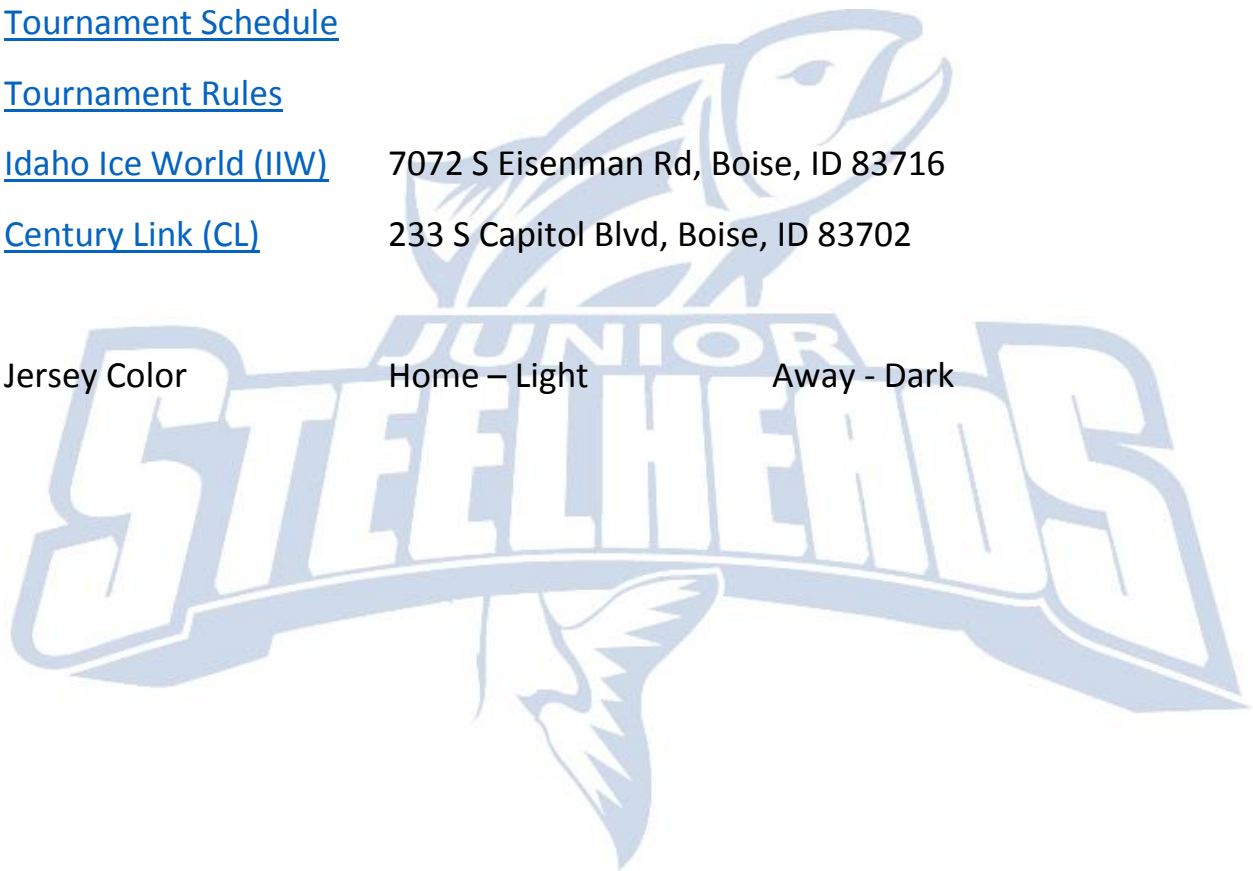 Tournament Schedule
Tournament Rules
Idaho Ice World (IIW) 7072 S Eisenman Rd, Boise, ID 83716
Century Link (CL) 233 S Capitol Blvd, Boise, ID 83702
JUNIOR
Jersey Color Home – Light Away - Dark
STEELHEADS